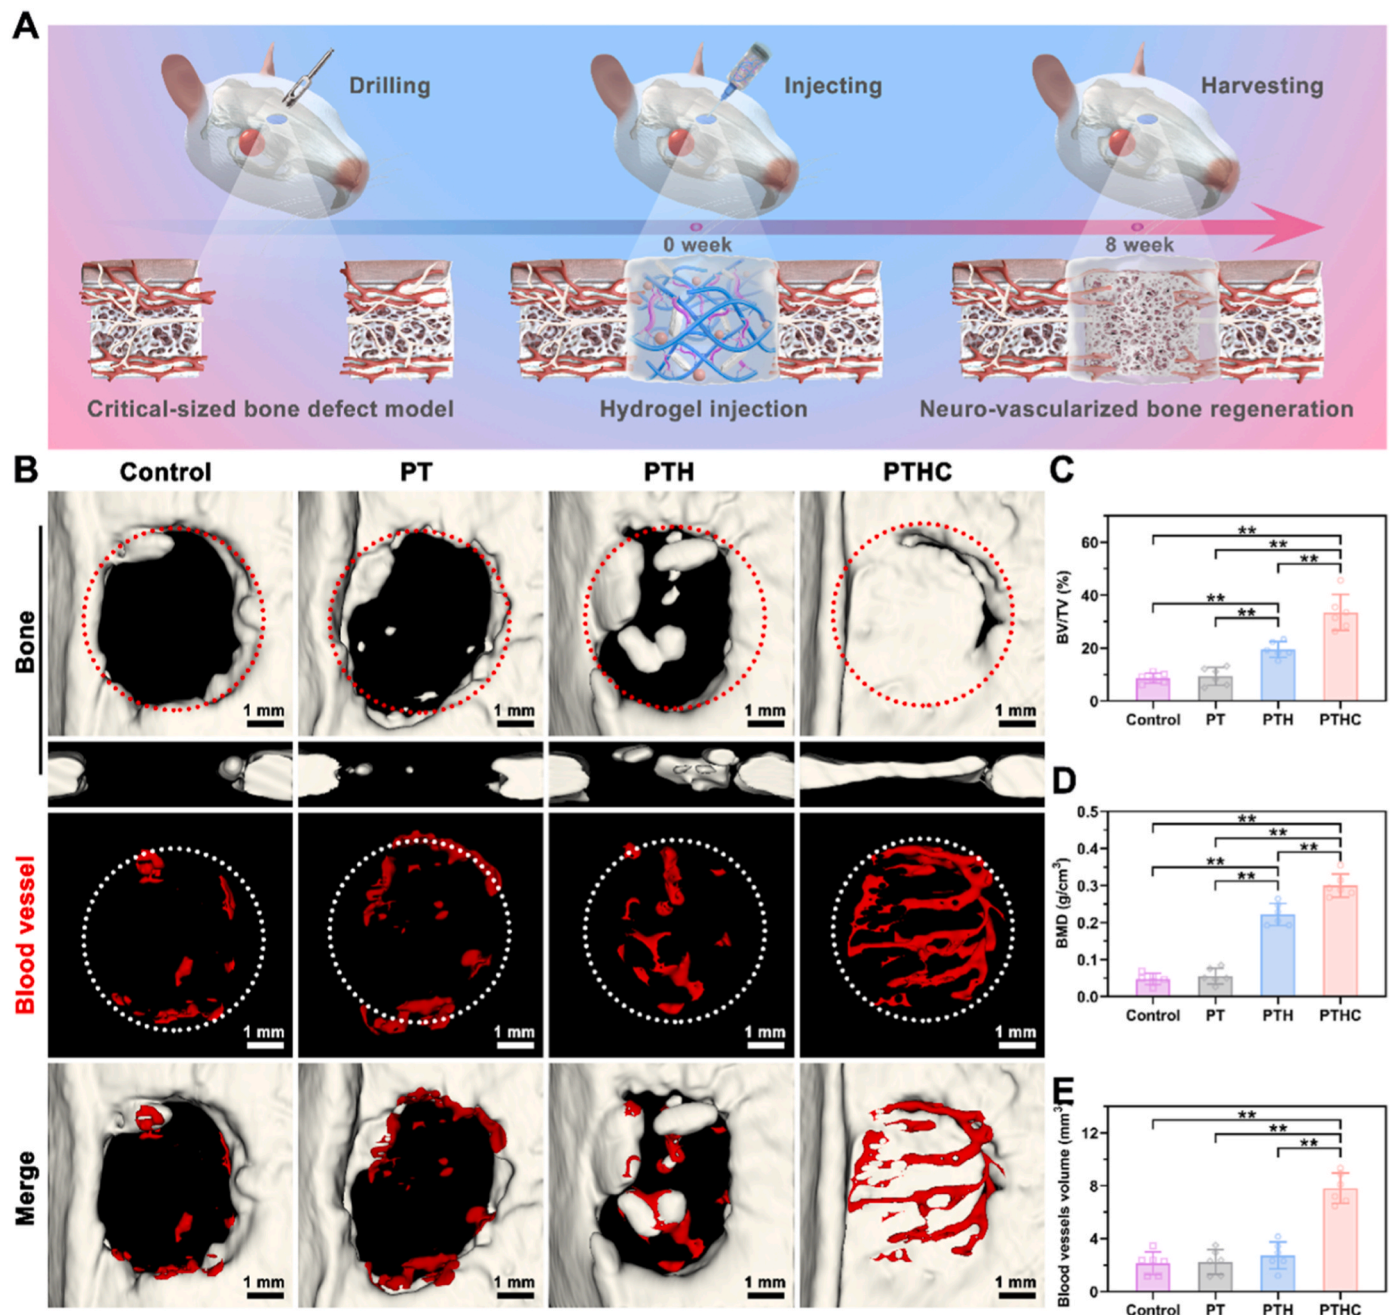 A
Drilling
Injecting
Harvesting
0 week
8 week
Critical-sized bone defect model
Hydrogel injection
Neuro-vascularized bone regeneration
B
Control
PT
PTH
PTHC
Bone
1 mm
1 mm
1 mm
1 mm
Blood vessel
1 mm
1 mm
1 mm
1 mm
Merge
1 mm
1 mm
1 mm
1 mm
C
BV/TV (%)
60
40
20
0
**
**
**
**
**
Control
PT
PTH
PTHC
D
BMD (g/cm³)
0.5
0.4
0.3
0.2
0.1
0.0
**
**
**
**
**
Control
PT
PTH
PTHC
E
Blood vessels volume (mm³)
12
8
4
0
**
**
**
Control
PT
PTH
PTHC